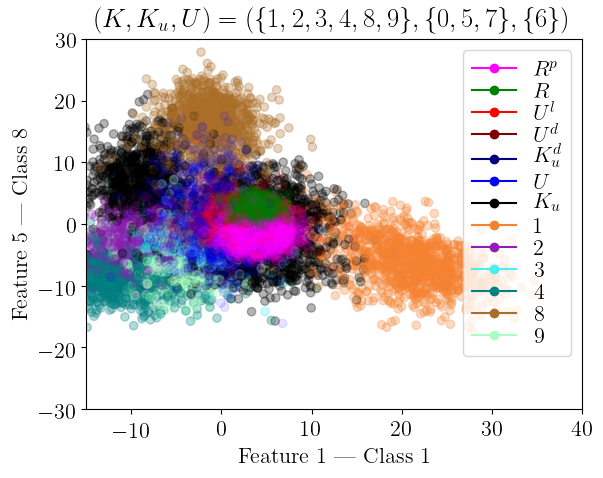 (K, K_u, U) = ({1, 2, 3, 4, 8, 9}, {0, 5, 7}, {6})
30
20
10
0
−10
−20
−30
Feature 5 — Class 8
−10
0
10
20
30
40
Feature 1 — Class 1
R^p
R
U^l
U^d
K_u^d
U
K_u
1
2
3
4
8
9